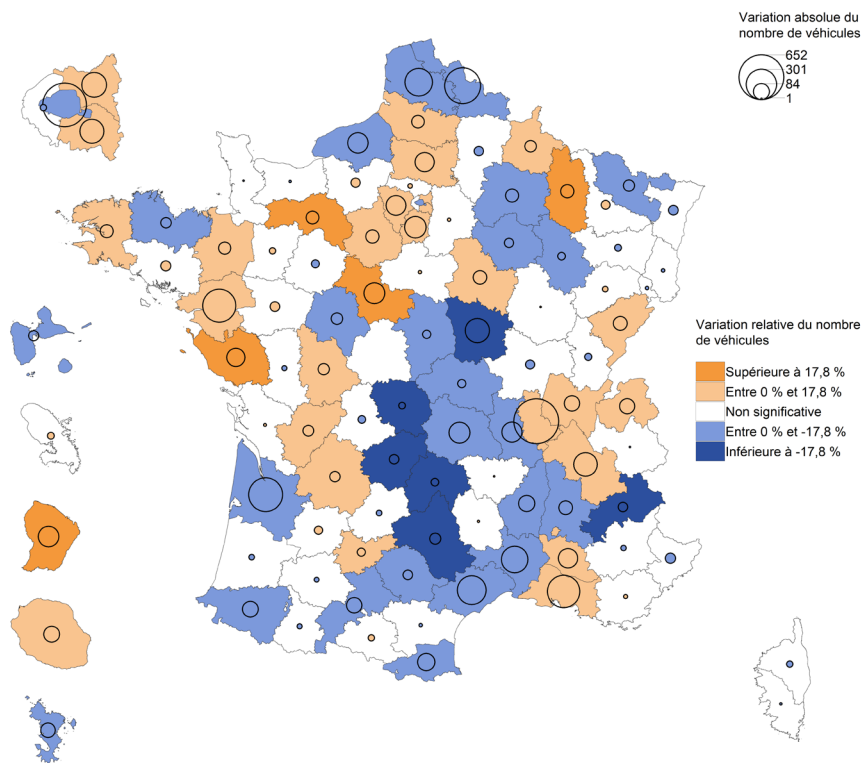 Variation absolue du
nombre de véhicules
652
301
84
1
Variation relative du nombre
de véhicules
Supérieure à 17,8 %
Entre 0 % et 17,8 %
Non significative
Entre 0 % et -17,8 %
Inférieure à -17,8 %